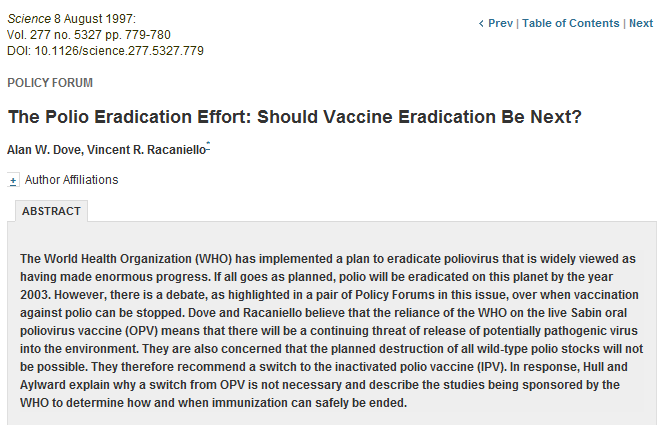 Science 8 August 1997:
Vol. 277 no. 5327 pp. 779-780
DOI: 10.1126/science.277.5327.779
< Prev | Table of Contents | Next
POLICY FORUM
The Polio Eradication Effort: Should Vaccine Eradication Be Next?
Alan W. Dove, Vincent R. Racaniello*
+ Author Affiliations
ABSTRACT
The World Health Organization (WHO) has implemented a plan to eradicate poliovirus that is widely viewed as
having made enormous progress. If all goes as planned, polio will be eradicated on this planet by the year
2003. However, there is a debate, as highlighted in a pair of Policy Forums in this issue, over when vaccination
against polio can be stopped. Dove and Racaniello believe that the reliance of the WHO on the live Sabin oral
poliovirus vaccine (OPV) means that there will be a continuing threat of release of potentially pathogenic virus
into the environment. They are also concerned that the planned destruction of all wild-type polio stocks will not
be possible. They therefore recommend a switch to the inactivated polio vaccine (IPV). In response, Hull and
Aylward explain why a switch from OPV is not necessary and describe the studies being sponsored by the
WHO to determine how and when immunization can safely be ended.